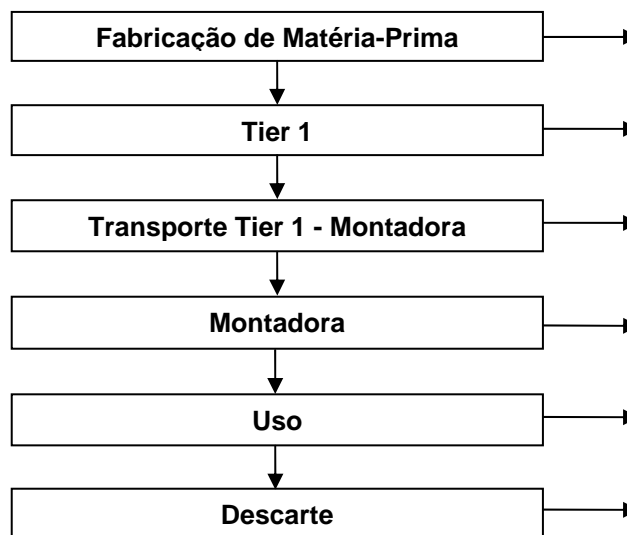 Fabricação de Matéria-Prima
Tier 1
Transporte Tier 1 - Montadora
Montadora
Uso
Descarte